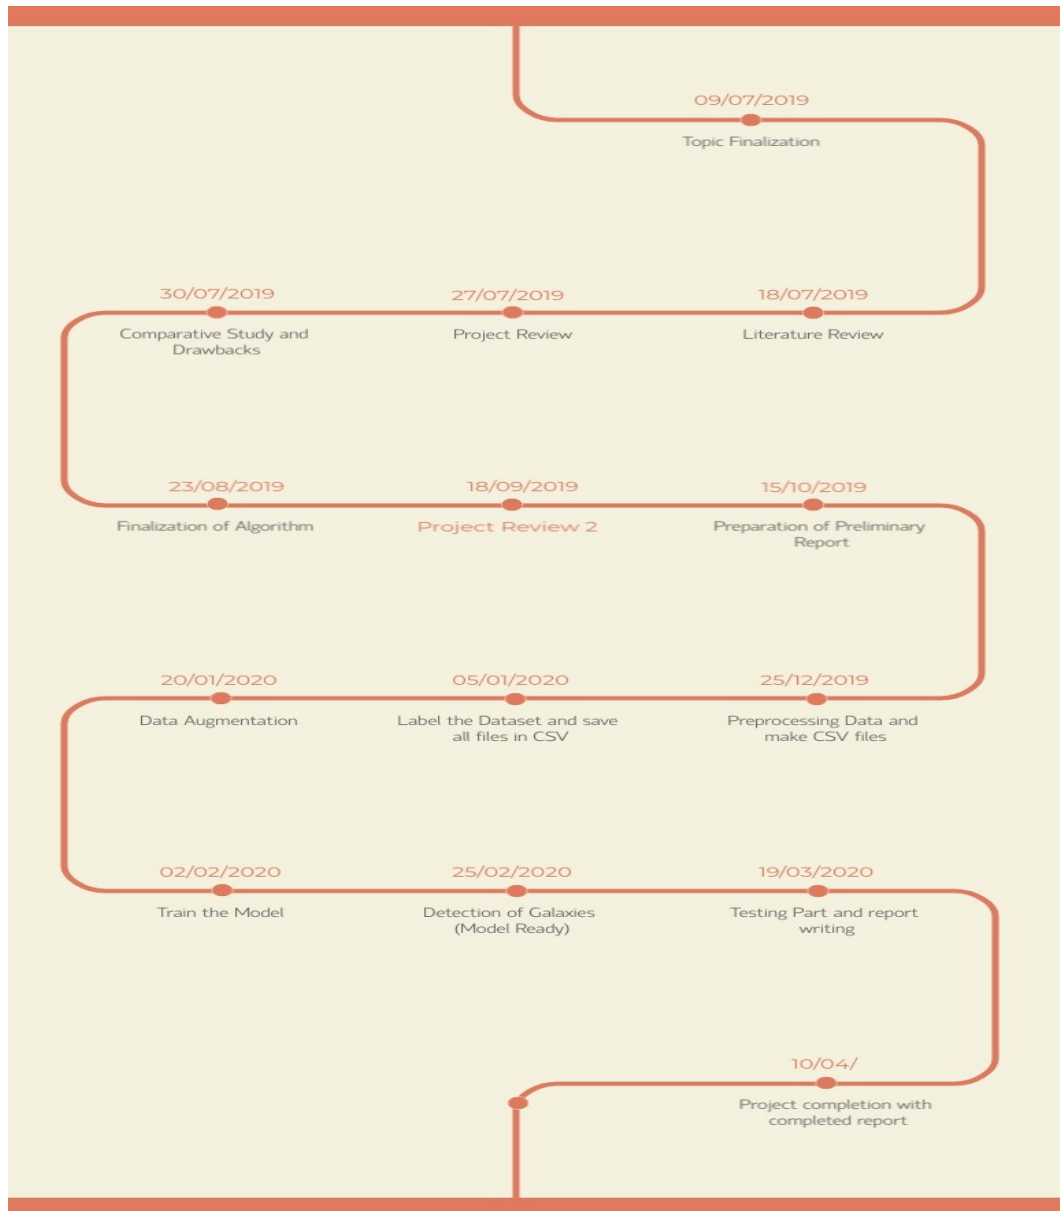 09/07/2019
Topic Finalization
18/07/2019
Literature Review
27/07/2019
Project Review
30/07/2019
Comparative Study and
Drawbacks
23/08/2019
Finalization of Algorithm
18/09/2019
Project Review 2
15/10/2019
Preparation of Preliminary
Report
25/12/2019
Preprocessing Data and
make CSV files
05/01/2020
Label the Dataset and save
all files in CSV
20/01/2020
Data Augmentation
02/02/2020
Train the Model
25/02/2020
Detection of Galaxies
(Model Ready)
19/03/2020
Testing Part and report
writing
10/04/
Project completion with
completed report